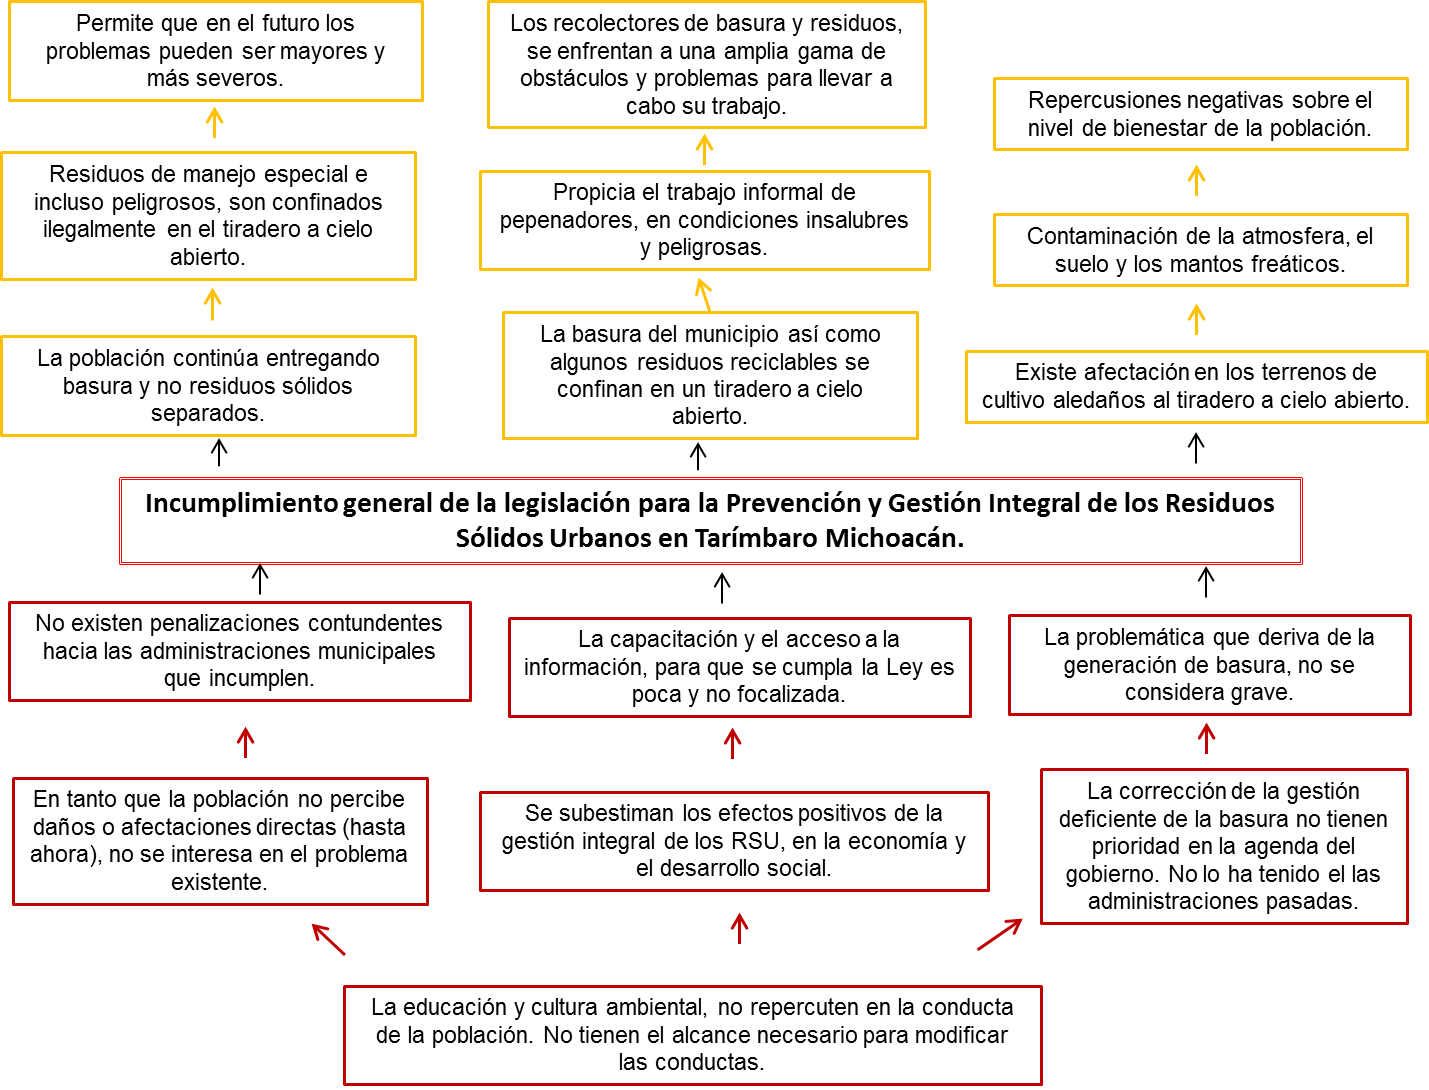 Permite que en el futuro los
problemas pueden ser mayores y
más severos.
Los recolectores de basura y residuos,
se enfrentan a una amplia gama de
obstáculos y problemas para llevar a
cabo su trabajo.
Repercusiones negativas sobre el
nivel de bienestar de la población.
Residuos de manejo especial e
incluso peligrosos, son confinados
ilegalmente en el tiradero a cielo
abierto.
Propicia el trabajo informal de
pepenadores, en condiciones insalubres
y peligrosas.
Contaminación de la atmosfera, el
suelo y los mantos freáticos.
La población continúa entregando
basura y no residuos sólidos
separados.
La basura del municipio así como
algunos residuos reciclables se
confinan en un tiradero a cielo
abierto.
Existe afectación en los terrenos de
cultivo aledaños al tiradero a cielo abierto.
Incumplimiento general de la legislación para la Prevención y Gestión Integral de los Residuos
Sólidos Urbanos en Tarímbaro Michoacán.
No existen penalizaciones contundentes
hacia las administraciones municipales
que incumplen.
La capacitación y el acceso a la
información, para que se cumpla la Ley es
poca y no focalizada.
La problemática que deriva de la
generación de basura, no se
considera grave.
En tanto que la población no percibe
daños o afectaciones directas (hasta
ahora), no se interesa en el problema
existente.
Se subestiman los efectos positivos de la
gestión integral de los RSU, en la economía y
el desarrollo social.
La corrección de la gestión
deficiente de la basura no tienen
prioridad en la agenda del
gobierno. No lo ha tenido el las
administraciones pasadas.
La educación y cultura ambiental, no repercuten en la conducta
de la población. No tienen el alcance necesario para modificar
las conductas.